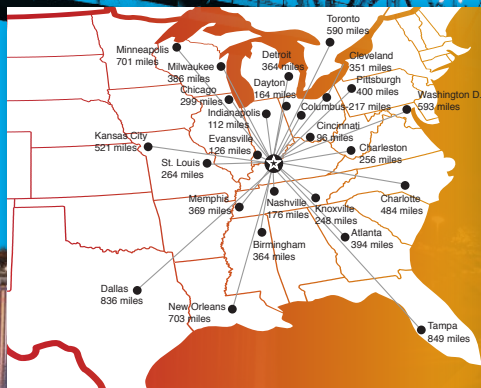 Toronto
590 miles
Minneapolis
701 miles
Milwaukee
386 miles
Detroit
364 miles
Cleveland
351 miles
Chicago
299 miles
Dayton
164 miles
Pittsburgh
400 miles
Washington D.
593 miles
Columbus-217 miles
Indianapolis
112 miles
Cincinnati
96 miles
Kansas City
521 miles
Evansville
126 miles
Charleston
256 miles
St. Louis
264 miles
Memphis
369 miles
Nashville
176 miles
Knoxville
248 miles
Charlotte
484 miles
Atlanta
394 miles
Birmingham
364 miles
Dallas
836 miles
New Orleans
703 miles
Tampa
849 miles